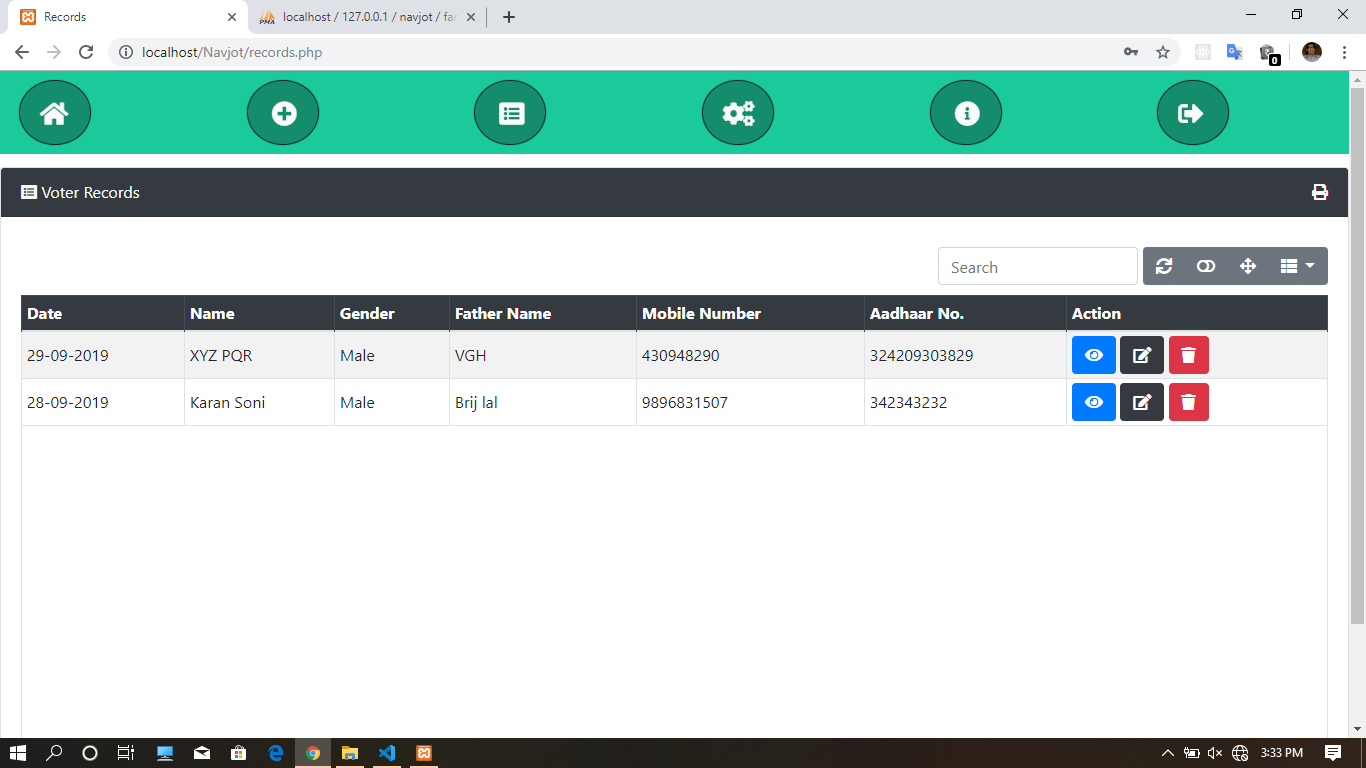 Records
localhost / 127.0.0.1 / navjot / far
localhost/Navjot/records.php
0
Voter Records
Search
Date Name Gender Father Name Mobile Number Aadhaar No. Action
29-09-2019 XYZ PQR Male VGH 430948290 324209303829
28-09-2019 Karan Soni Male Brij lal 9896831507 342343232
3:33 PM